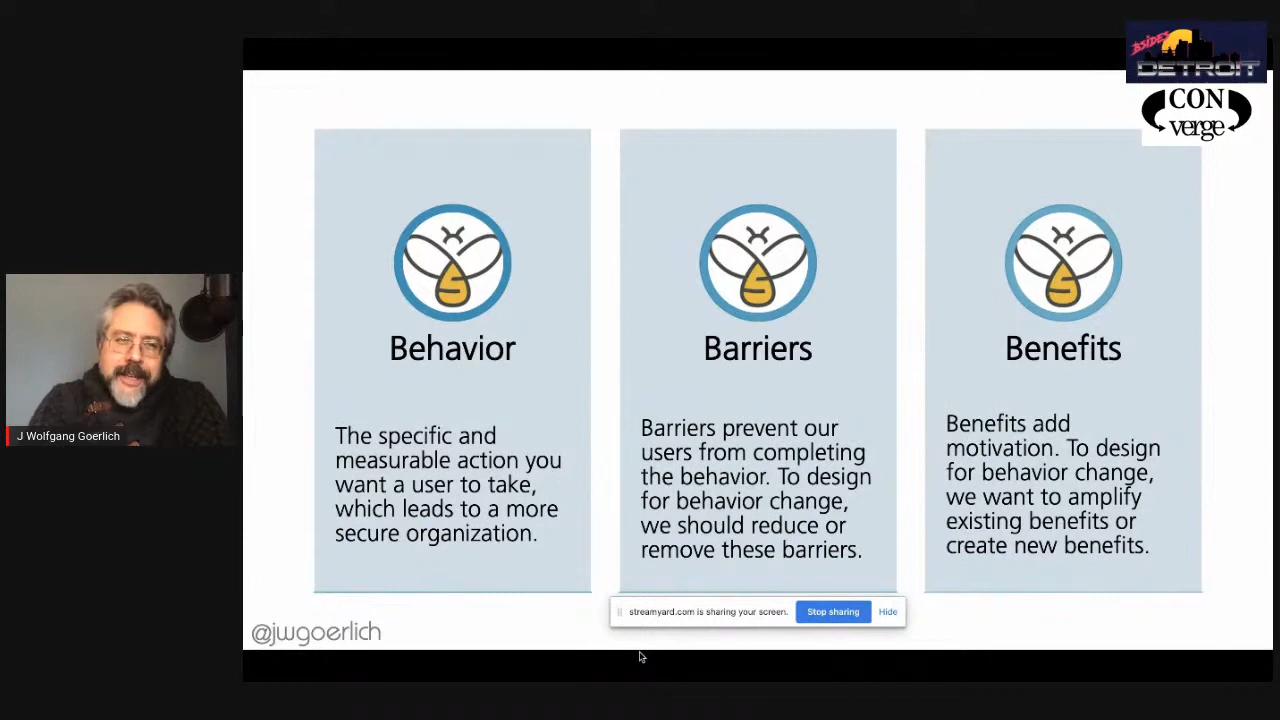 BSIDES
DETROIT
CON
verge
Behavior
The specific and
measurable action you
want a user to take,
which leads to a more
secure organization.
Barriers
Barriers prevent our
users from completing
the behavior. To design
for behavior change,
we should reduce or
remove these barriers.
Benefits
Benefits add
motivation. To design
for behavior change,
we want to amplify
existing benefits or
create new benefits.
J Wolfgang Goerlich
streamyard.com is sharing your screen.
Stop sharing
Hide
@jwgoerlich